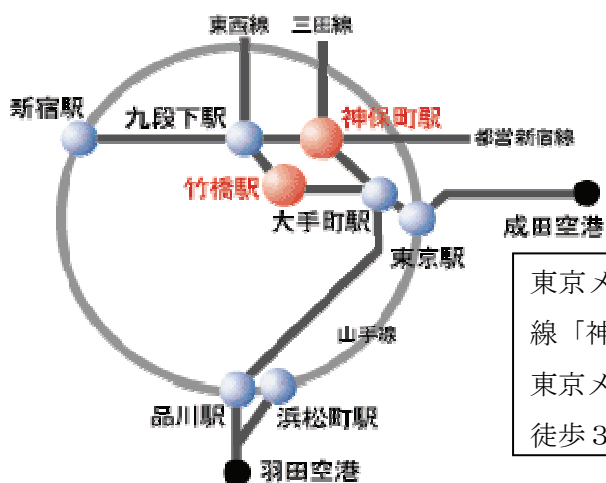 東西線 三田線
新宿駅 九段下駅 神保町駅
都営新宿線
竹橋駅
大手町駅
成田空港
東京駅
東京メ
線「神
東京メ
徒歩3
山手線
品川駅 浜松町駅
羽田空港